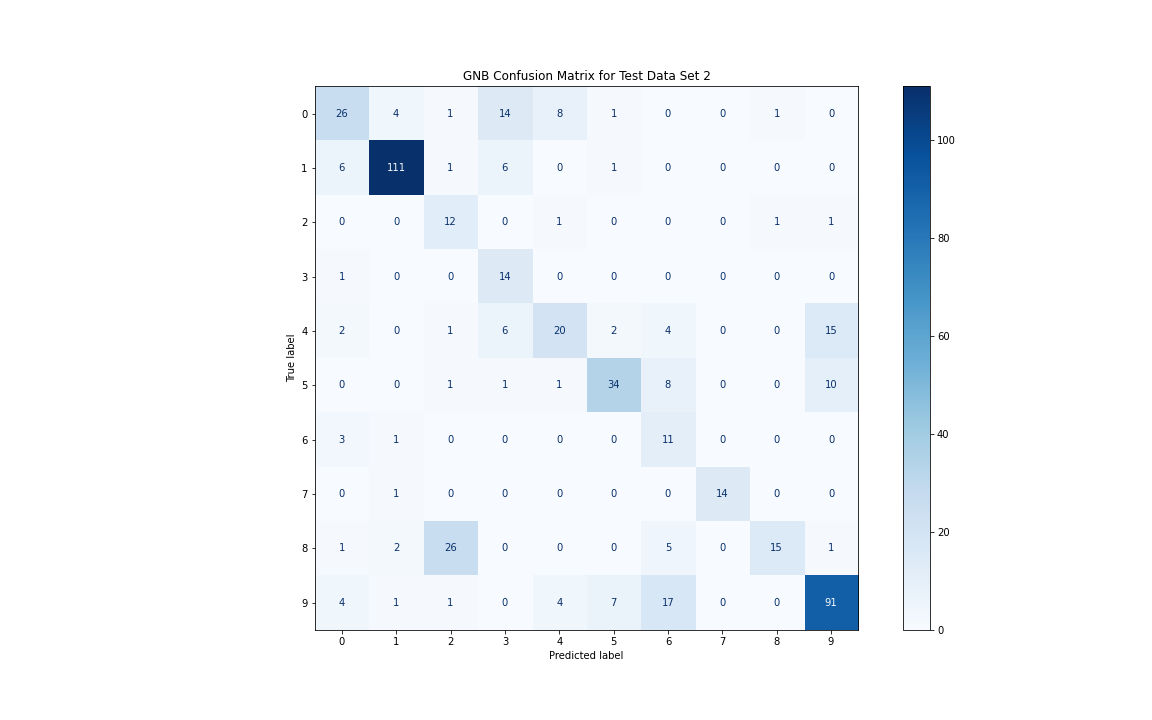 GNB Confusion Matrix for Test Data Set 2
0 26 4 1 14 8 1 0 0 1 0
1 6 111 1 6 0 1 0 0 0 0
2 0 0 12 0 1 0 0 0 1 1
3 1 0 0 14 0 0 0 0 0 0
4 2 0 1 6 20 2 4 0 0 15
5 0 0 1 1 1 34 8 0 0 10
6 3 1 0 0 0 0 11 0 0 0
7 0 1 0 0 0 0 0 14 0 0
8 1 2 26 0 0 0 5 0 15 1
9 4 1 1 0 4 7 17 0 0 91
True label
0 1 2 3 4 5 6 7 8 9
Predicted label
100
80
60
40
20
0